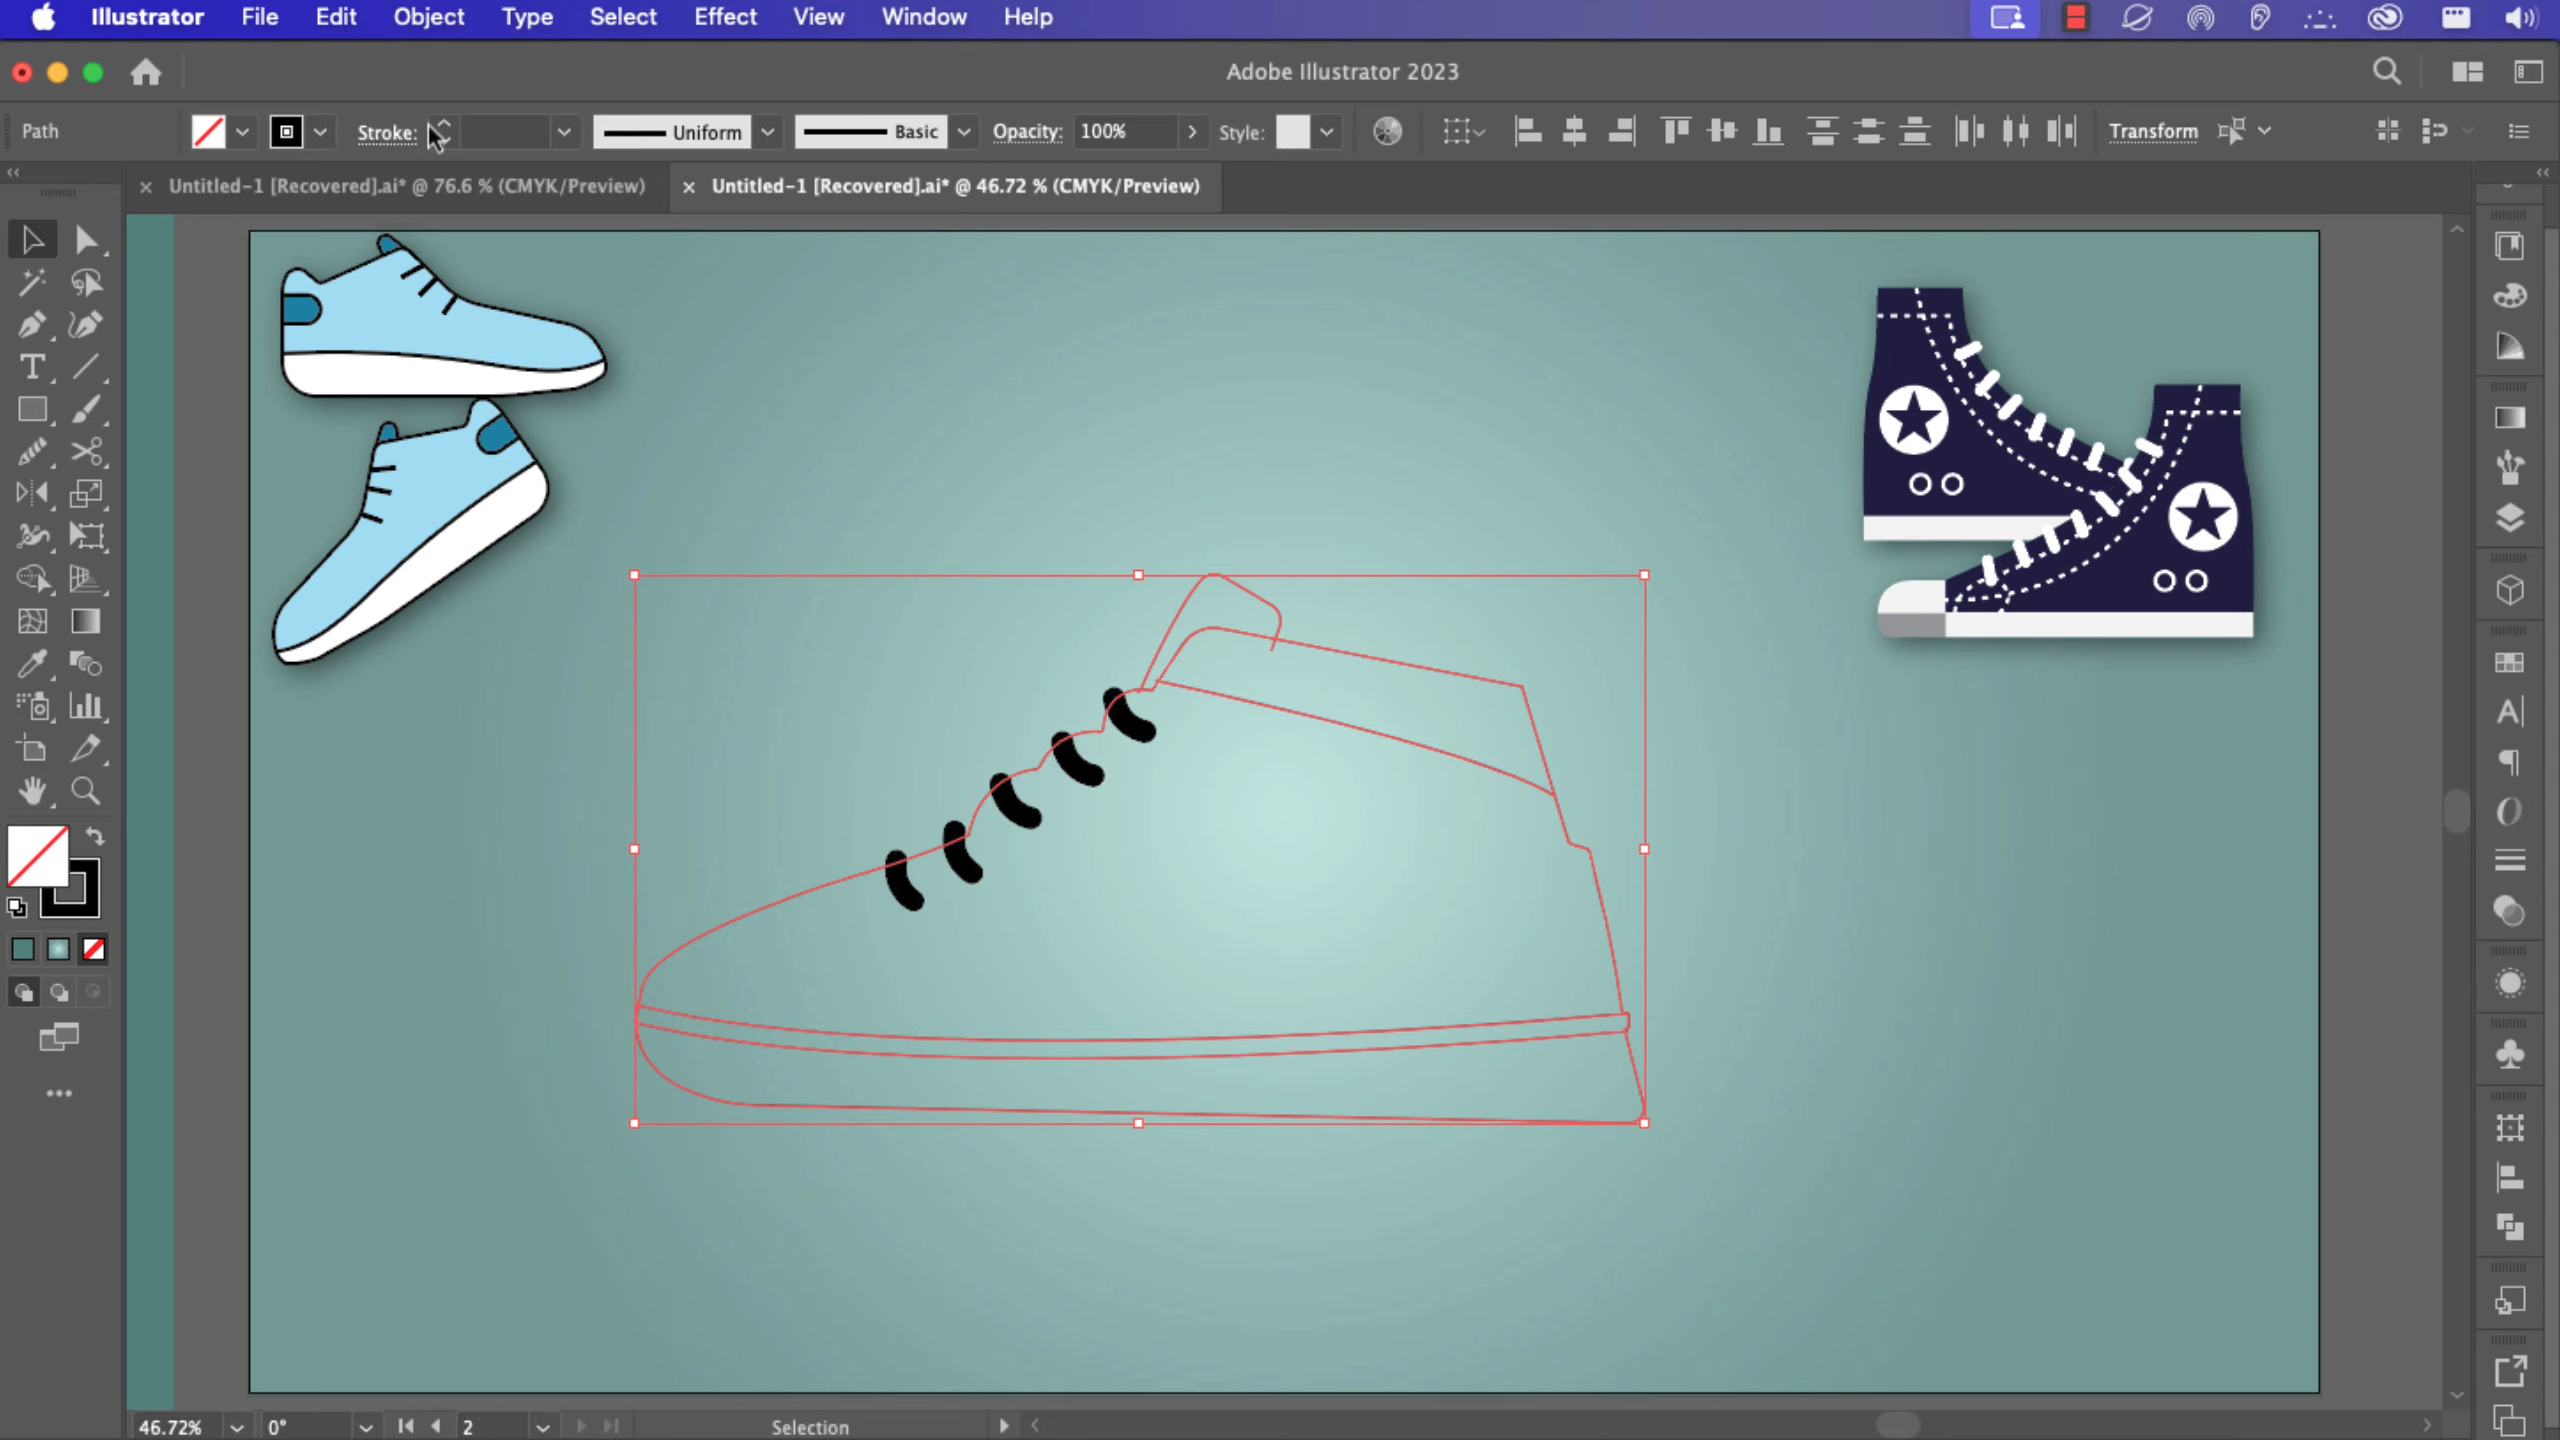 Illustrator File Edit Object Type Select Effect View Window Help
Adobe Illustrator 2023
Path Stroke: Uniform Basic Opacity: 100% Style: Transform
Untitled-1 [Recovered].ai* @ 76.6 % (CMYK/Preview) Untitled-1 [Recovered].ai* @ 46.72 % (CMYK/Preview)
46.72% 0° 2 Selection